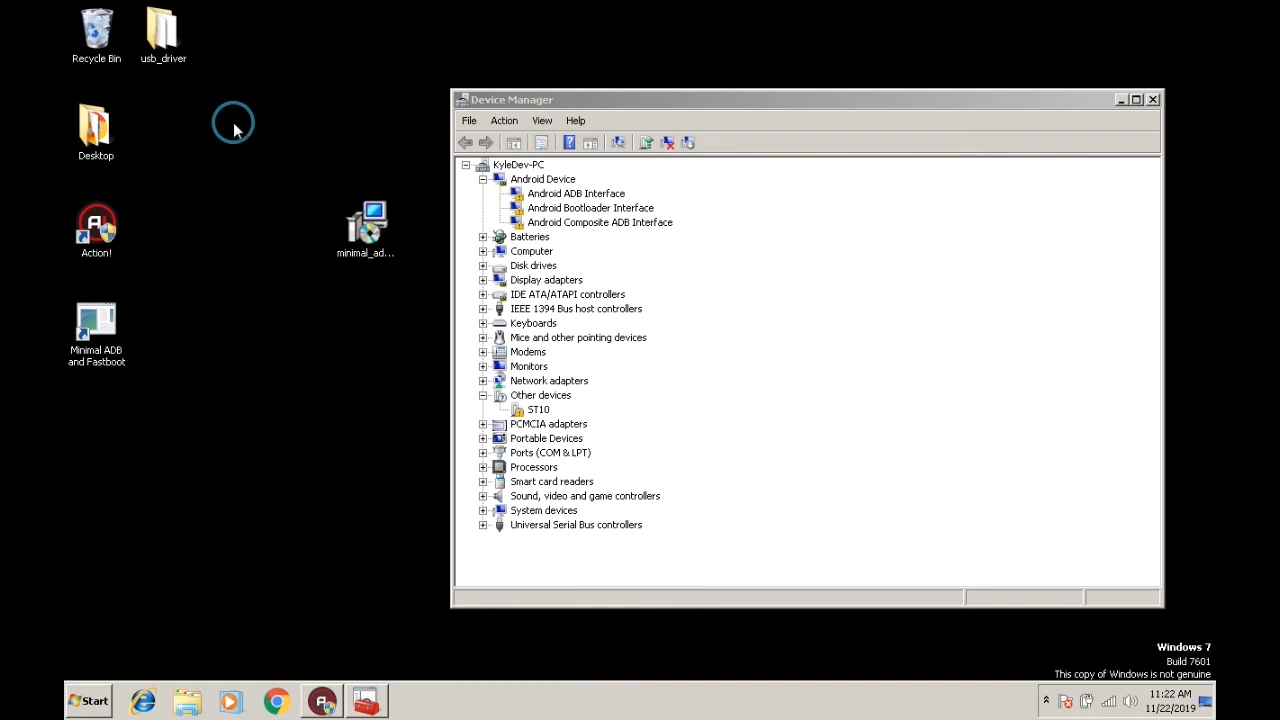 Recycle Bin
usb_driver
Desktop
Action!
minimal_ad...
Minimal ADB
and Fastboot
Device Manager
File Action View Help
KyleDev-PC
Android Device
Android ADB Interface
Android Bootloader Interface
Android Composite ADB Interface
Batteries
Computer
Disk drives
Display adapters
IDE ATA/ATAPI controllers
IEEE 1394 Bus host controllers
Keyboards
Mice and other pointing devices
Modems
Monitors
Network adapters
Other devices
ST10
PCMCIA adapters
Portable Devices
Ports (COM & LPT)
Processors
Smart card readers
Sound, video and game controllers
System devices
Universal Serial Bus controllers
Windows 7
Build 7601
This copy of Windows is not genuine
Start
11:22 AM
11/22/2019